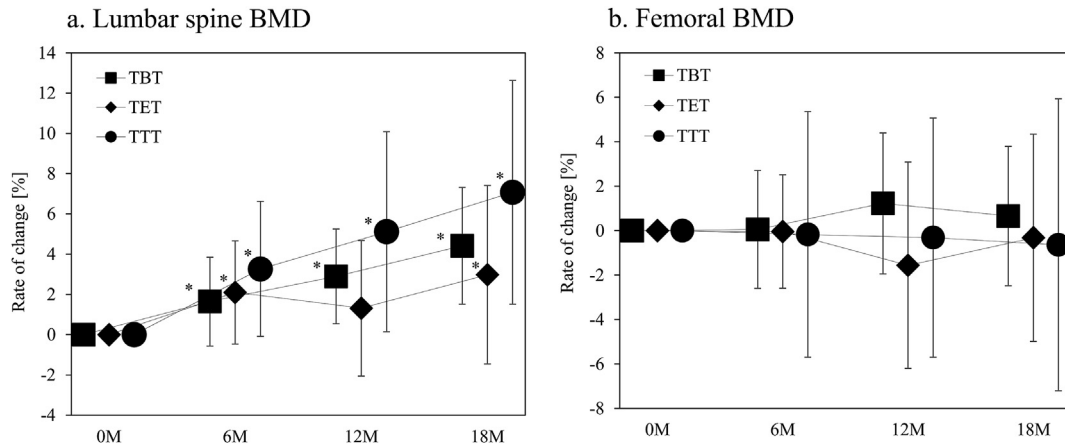 a. Lumbar spine BMD
14
12
10
8
6
4
2
0
-2
-4
Rate of change [%]
TBT
TET
TTT
*
*
*
*
*
*
*
*
0M
6M
12M
18M
b. Femoral BMD
8
6
4
2
0
-2
-4
-6
-8
Rate of change [%]
TBT
TET
TTT
0M
6M
12M
18M